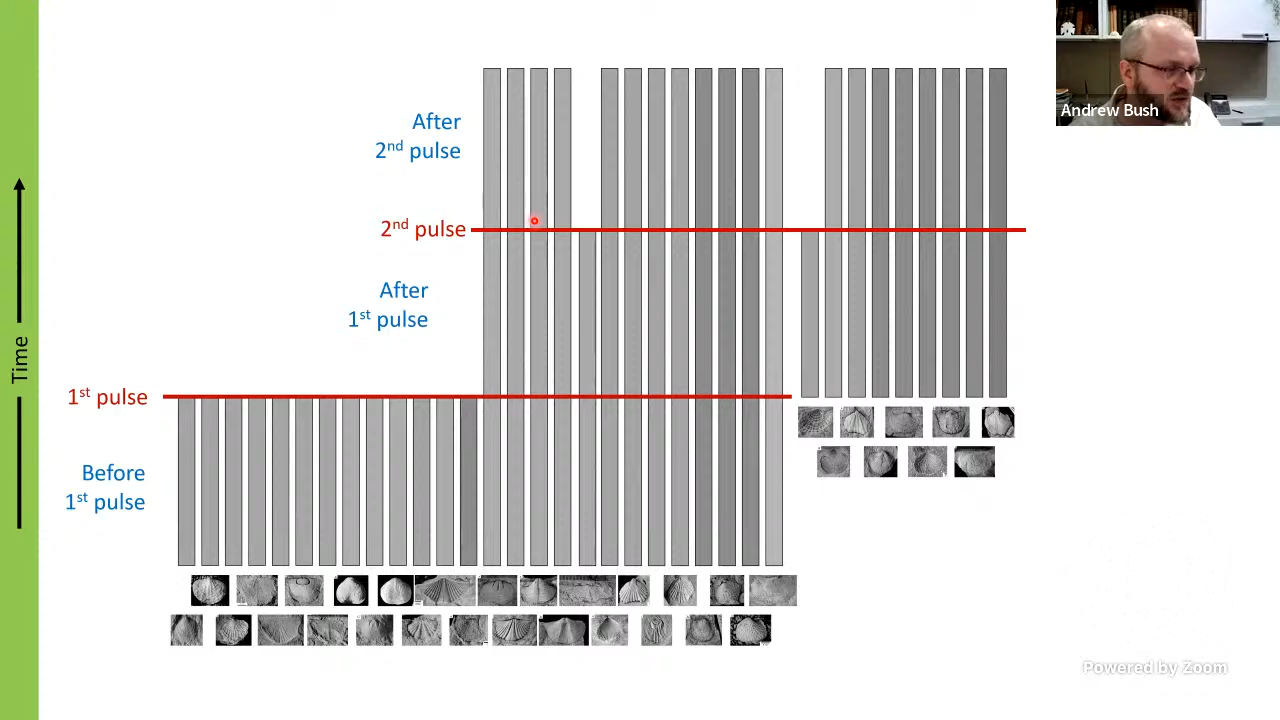 Andrew Bush
After
2nd pulse
2nd pulse
After
1st pulse
Time
1st pulse
Before
1st pulse
Powered by Zoom